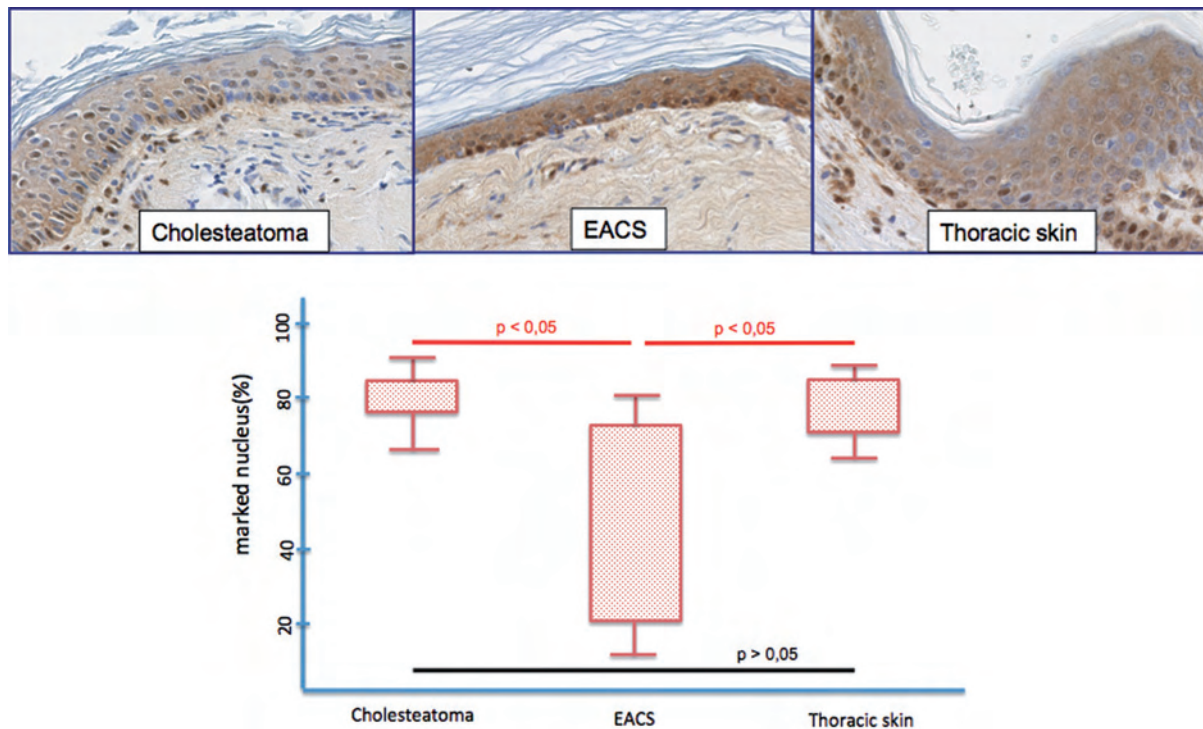 Cholesteatoma
EACS
Thoracic skin
marked nucleus(%)
100
80
60
40
20
p < 0,05
p < 0,05
p > 0,05
Cholesteatoma
EACS
Thoracic skin